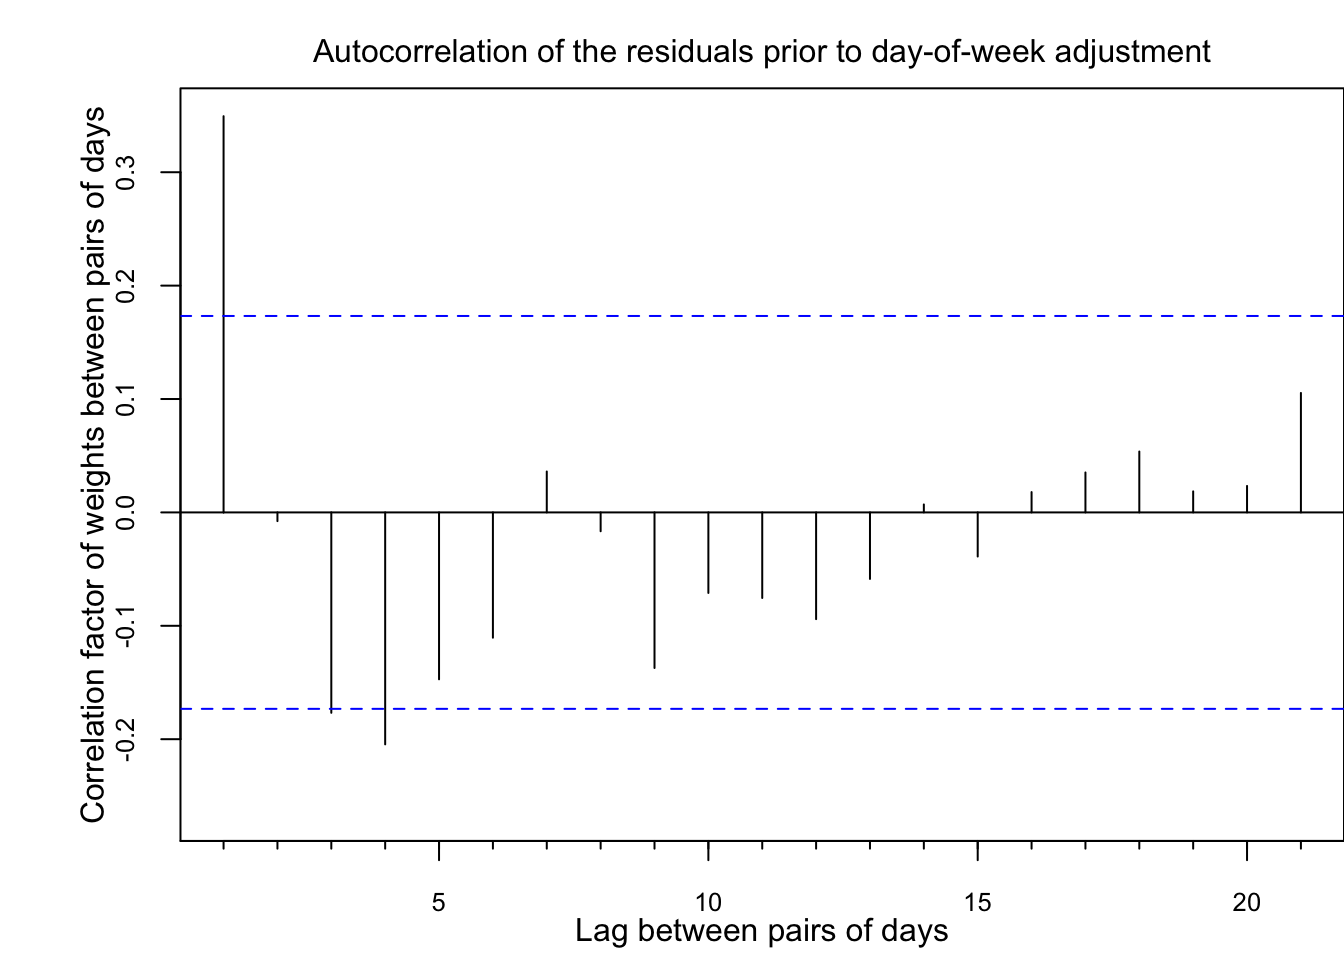 Autocorrelation of the residuals prior to day-of-week adjustment
Correlation factor of weights between pairs of days
0.3
0.2
0.1
0.0
-0.1
-0.2
5 10 15 20
Lag between pairs of days